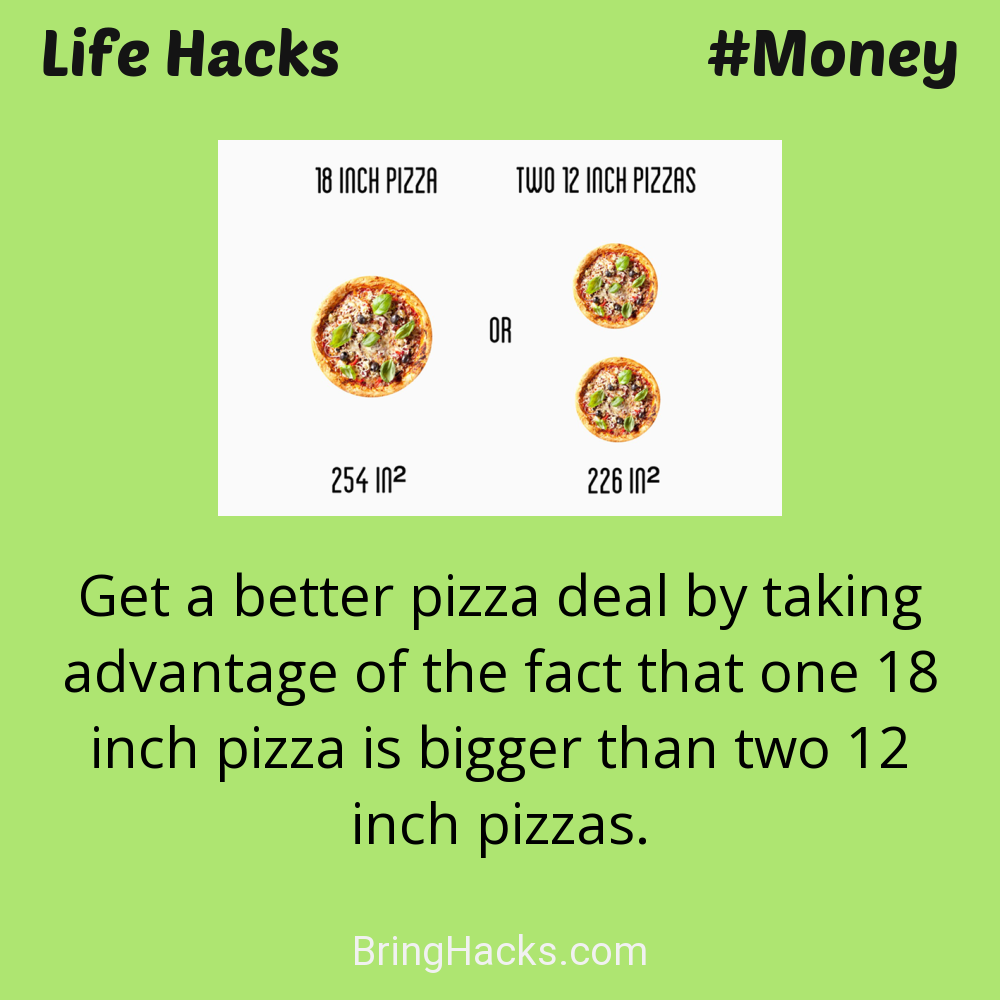 Life Hacks
#Money
18 INCH PIZZA
TWO 12 INCH PIZZAS
OR
254 IN²
226 IN²
Get a better pizza deal by taking
advantage of the fact that one 18
inch pizza is bigger than two 12
inch pizzas.
BringHacks.com